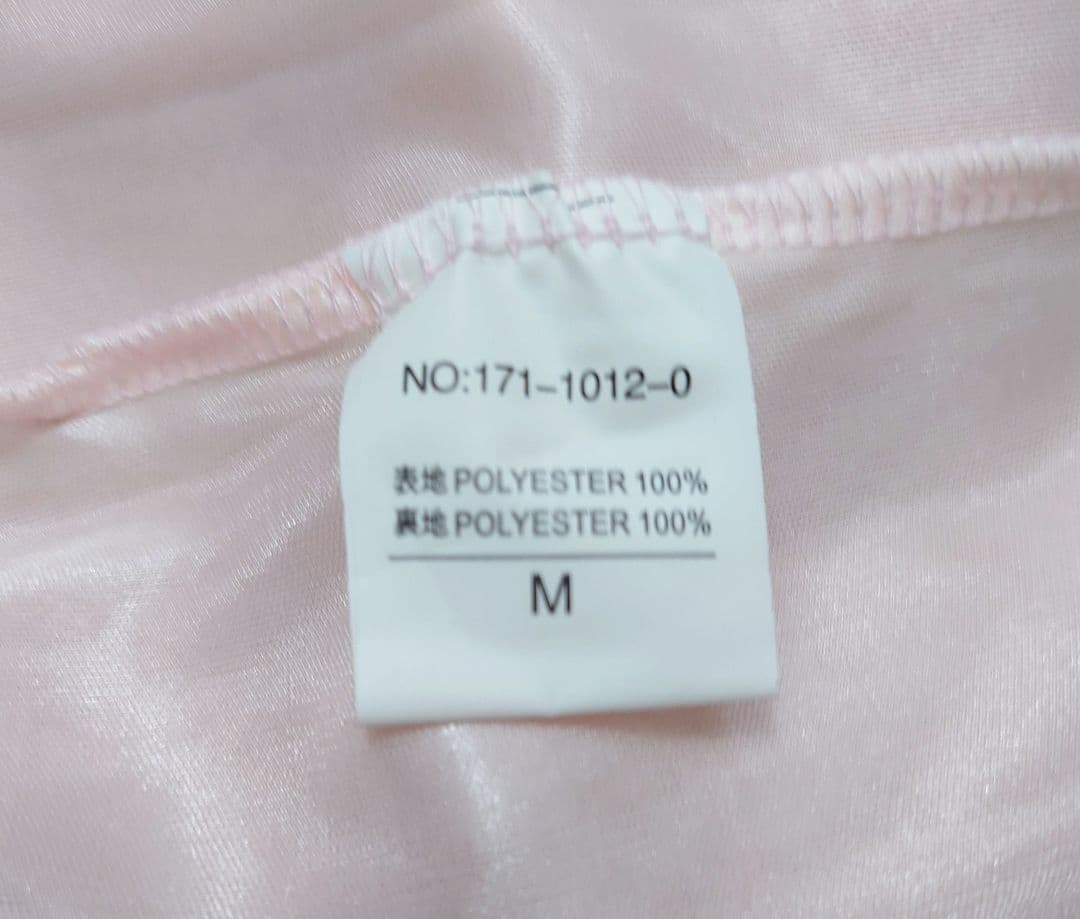 NO:171-1012-0
表地 POLYESTER 100%
裏地 POLYESTER 100%
M